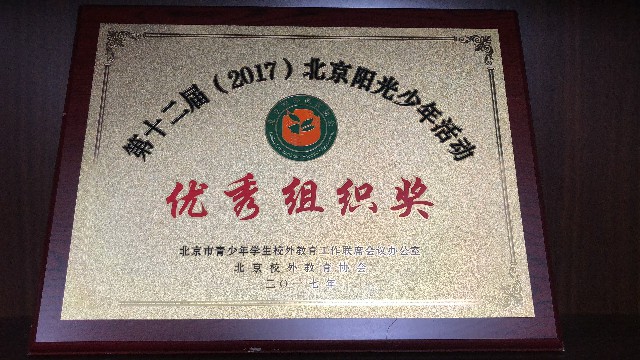 第十二届（2017）北京阳光少年活动
优秀组织奖
北京市青少年学生校外教育工作联席会议办公室
北京校外教育协会
二〇一七年